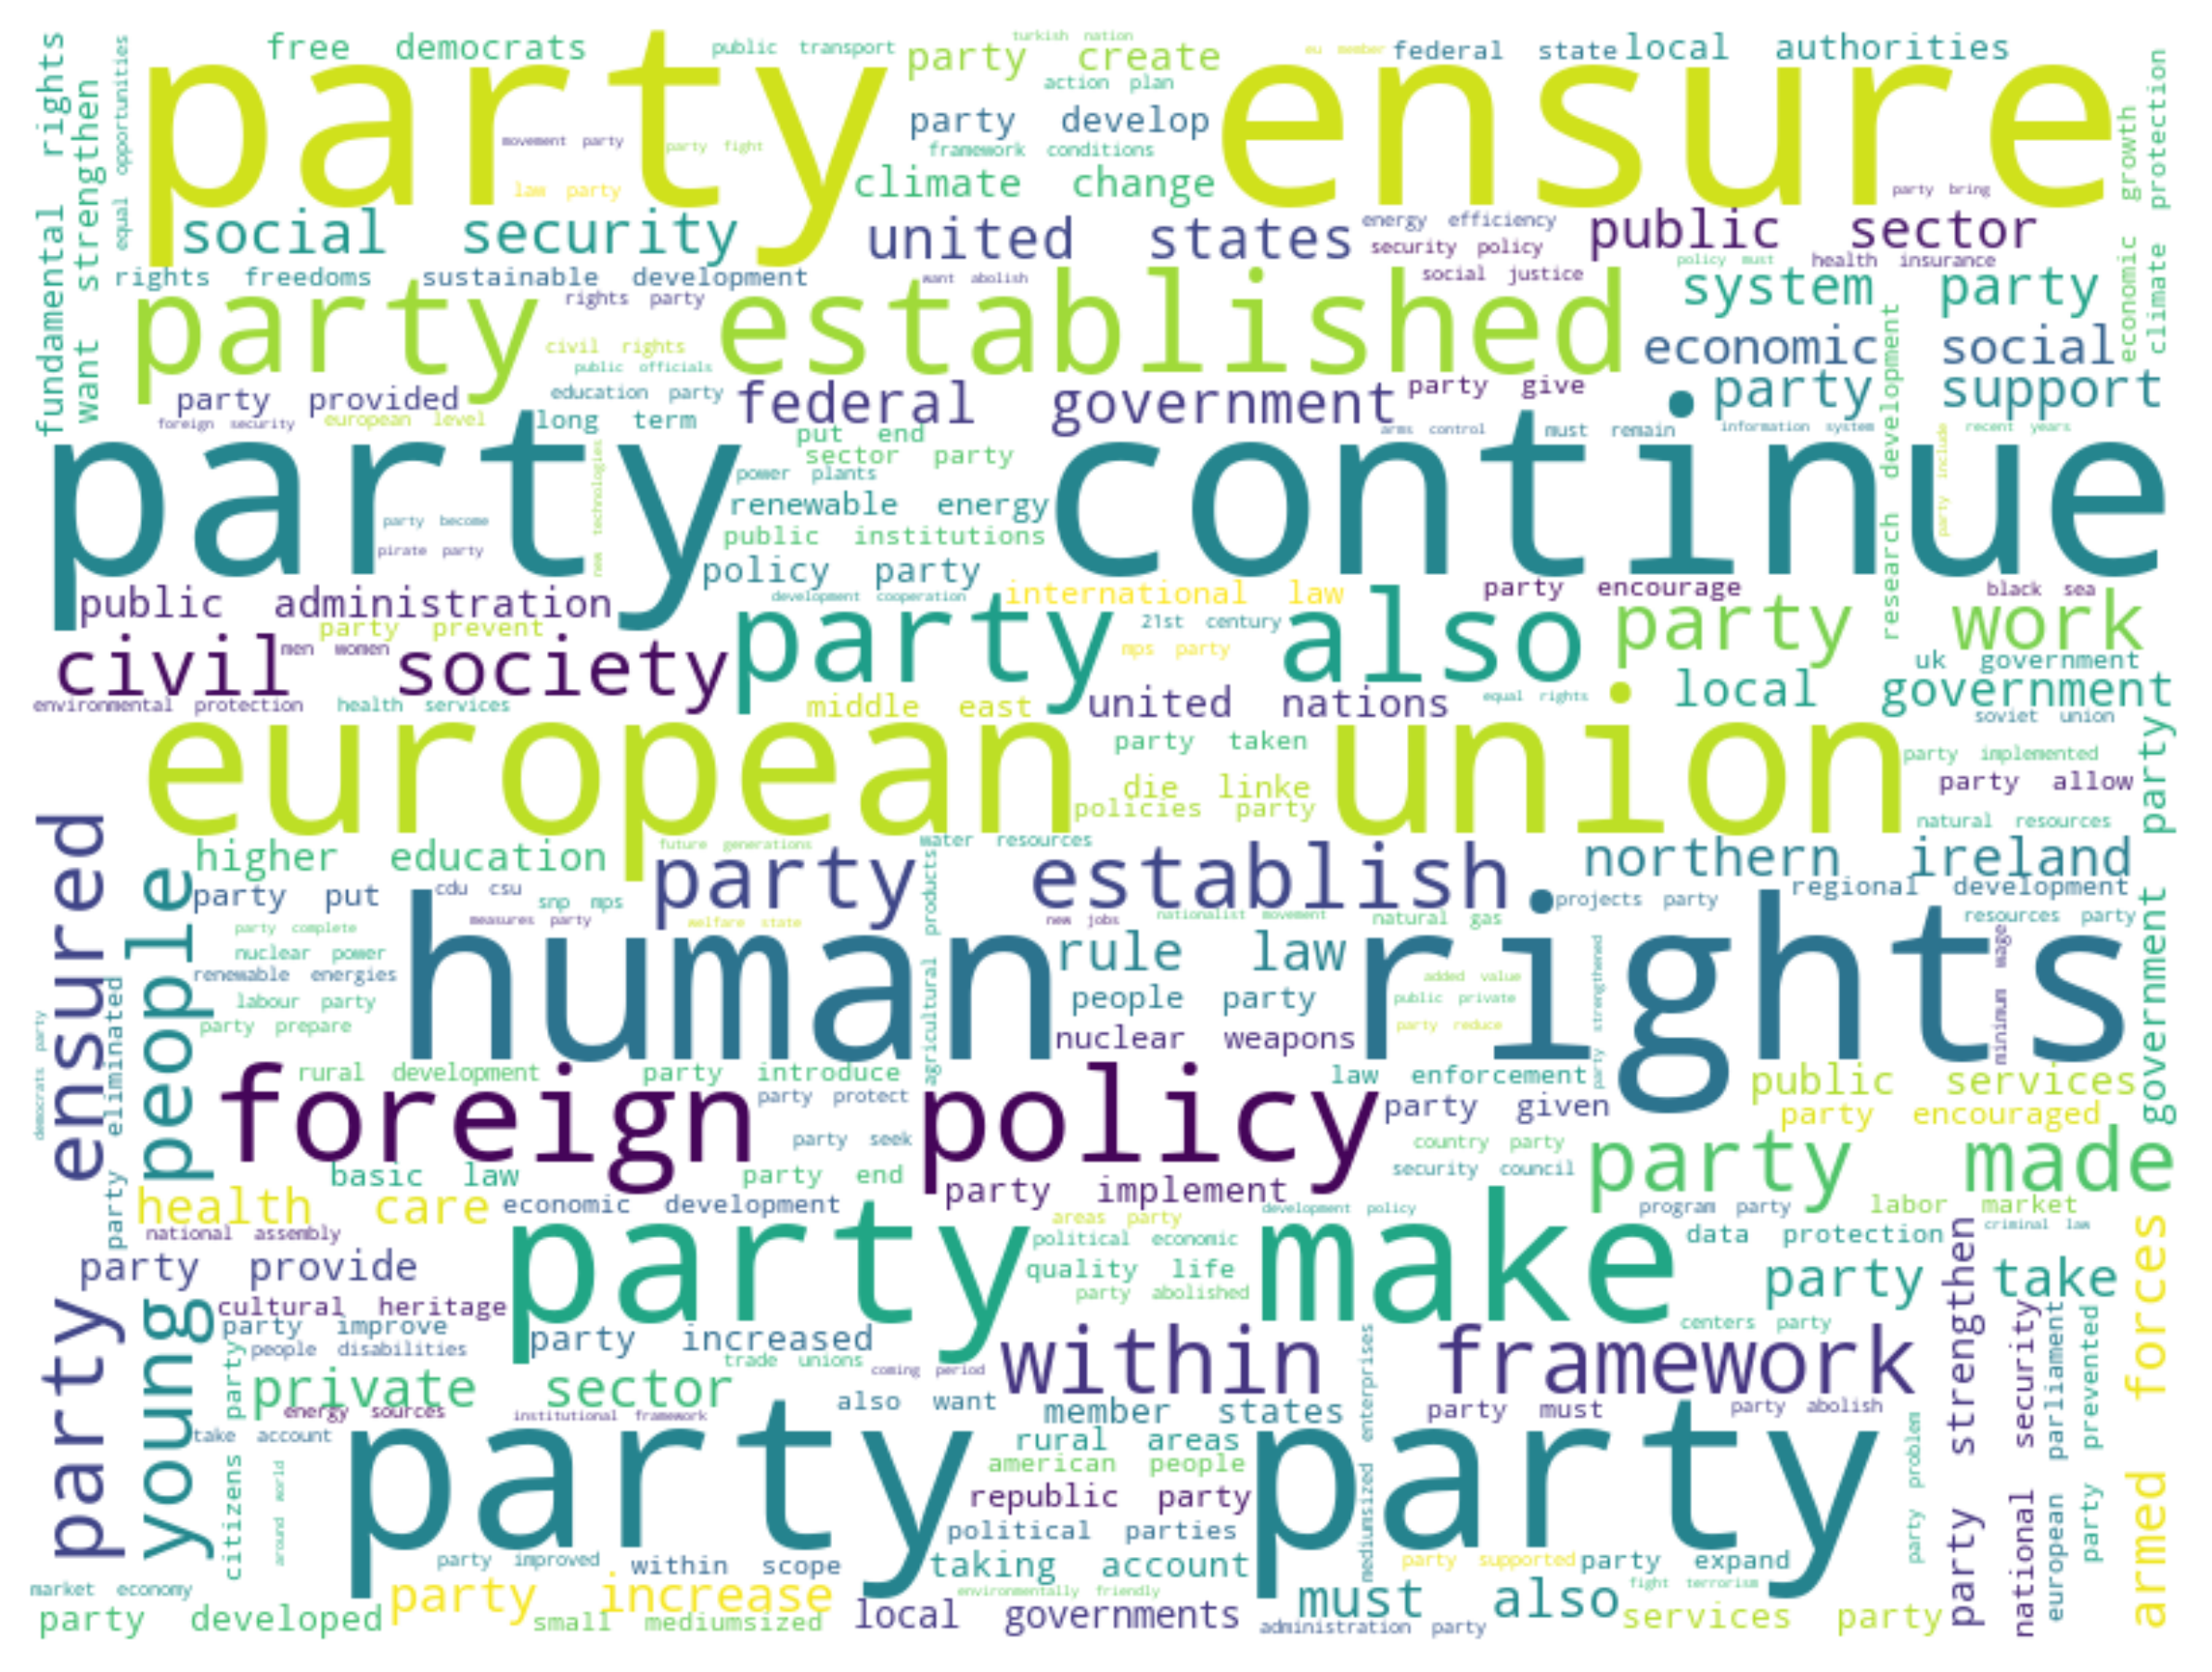 free democrats
public transport
turkish nation
party create
eu member
federal state
local authorities
action plan
party ensure
party develop
framework conditions
climate change
movement party
party fight
law party
party bring
fundamental rights
want strengthen
equal opportunities
economic growth
climate protection
social security
united states
energy efficiency
security policy
public sector
rights freedoms
sustainable development
want abolish
social justice
policy must
health insurance
party established
rights party
system party
civil rights
public officials
economic social
party provided
education party
federal government
party give
party support
foreign security
european level
long term
put end
arms control
must remain
information system
recent years
research development
party continue
sector party
power plants
new technologies
renewable energy
party include
party become
public institutions
pirate party
policy party
public administration
development cooperation
international law
party encourage
black sea
party prevent
party also
21st century
party work
civil society
men women
mps party
uk government
environmental protection
health services
middle east
united nations
equal rights
local government
soviet union
european union
party taken
party implemented
die linke
party allow
policies party
natural resources
government party
party ensured
young people
higher education
future generations
water resources
party establish
northern ireland
party put
cdu csu
snp mps
agricultural products
projects party
regional development
measures party
welfare state
new jobs
nationalist movement
natural gas
resources party
party complete
human rights
rule law
nuclear power
renewable energies
added value
minimum wage
labour party
people party
public private
party strengthened
party prepare
nuclear weapons
party reduce
democrats party
party eliminated
rural development
party introduce
law enforcement
public services
foreign policy
party protect
party given
party encouraged
party seek
country party
party made
basic law
party end
security council
health care
economic development
party implement
national assembly
areas party
development policy
program party
labor market
political economic
data protection
criminal law
party provide
party make
quality life
party take
party abolished
cultural heritage
party improve
party increased
centers party
people disabilities
trade unions
coming period
within framework
private sector
citizens party
energy sources
institutional framework
also want
member states
mediumsized enterprises
party must
party abolish
take account
party party
rural areas
american people
around world
republic party
party problem
party strengthen
national security
european parliament
party prevented
armed forces
political parties
party improved
within scope
taking account
party supported
party expand
market economy
party increase
environmentally friendly
must also
fight terrorism
party developed
small mediumsized
local governments
administration party
services party